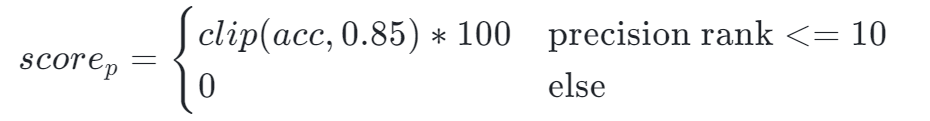 score_p = { clip(acc, 0.85) * 100 precision rank <= 10
0 else